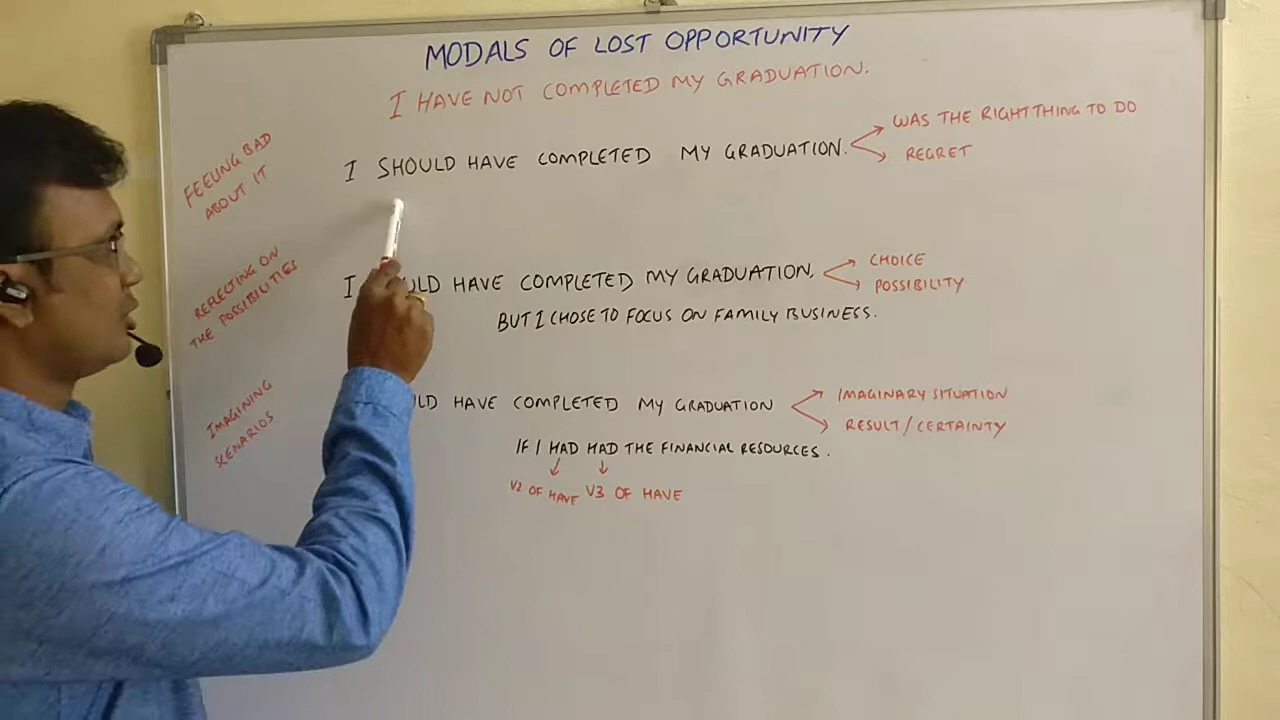 MODALS OF LOST OPPORTUNITY
I HAVE NOT COMPLETED MY GRADUATION.
FEELING BAD
ABOUT IT
I SHOULD HAVE COMPLETED MY GRADUATION.
WAS THE RIGHT THING TO DO
REGRET
REFLECTING ON
THE POSSIBILITIES
I OULD HAVE COMPLETED MY GRADUATION,
BUT I CHOSE TO FOCUS ON FAMILY BUSINESS.
CHOICE
POSSIBILITY
IMAGINING
SCENARIOS
ULD HAVE COMPLETED MY GRADUATION
IF I HAD HAD THE FINANCIAL RESOURCES.
IMAGINARY SITUATION
RESULT/CERTAINTY
V2 OF HAVE V3 OF HAVE